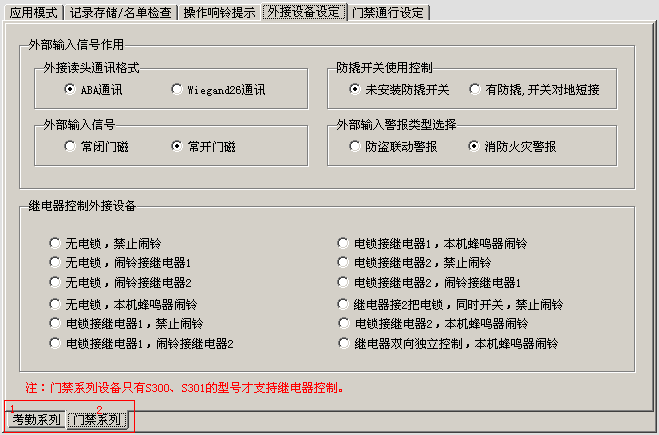 应用模式 记录存储/名单检查 操作响铃提示 外接设备设定 门禁通行设定
外部输入信号作用
外接读头通讯格式 防撬开关使用控制
ABA通讯 Wiegand26通讯 未安装防撬开关 有防撬,开关对地短接
外部输入信号 外部输入警报类型选择
常闭门磁 常开门磁 防盗联动警报 消防火灾警报
继电器控制外接设备
无电锁，禁止闹铃 电锁接继电器1，本机蜂鸣器闹铃
无电锁，闹铃接继电器1 电锁接继电器2，禁止闹铃
无电锁，闹铃接继电器2 电锁接继电器2，闹铃接继电器1
无电锁，本机蜂鸣器闹铃 继电器接2把电锁，同时开关，禁止闹铃
电锁接继电器1，禁止闹铃 电锁接继电器2，本机蜂鸣器闹铃
电锁接继电器1，闹铃接继电器2 继电器双向独立控制，本机蜂鸣器闹铃
注：门禁系列设备只有S300、S301的型号才支持继电器控制。
1 2
考勤系列 门禁系列